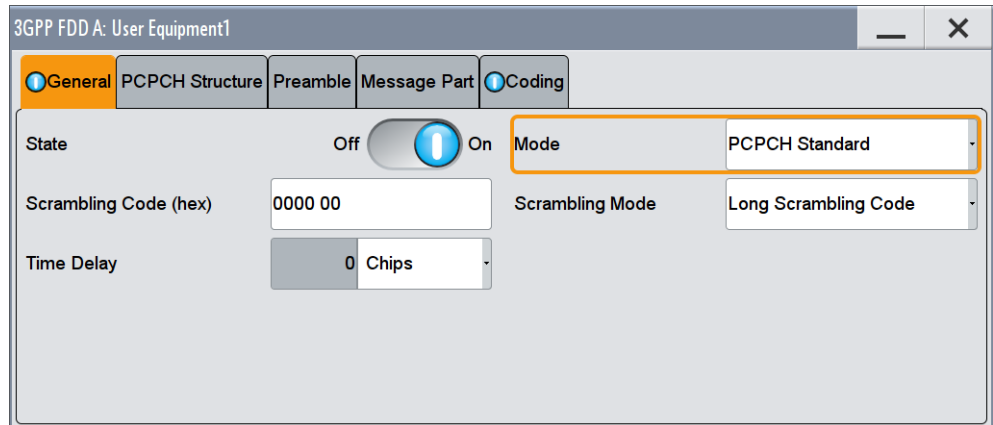 3GPP FDD A: User Equipment1
General PCPCH Structure Preamble Message Part Coding
State Off On Mode PCPCH Standard
Scrambling Code (hex) 0000 00 Scrambling Mode Long Scrambling Code
Time Delay 0 Chips